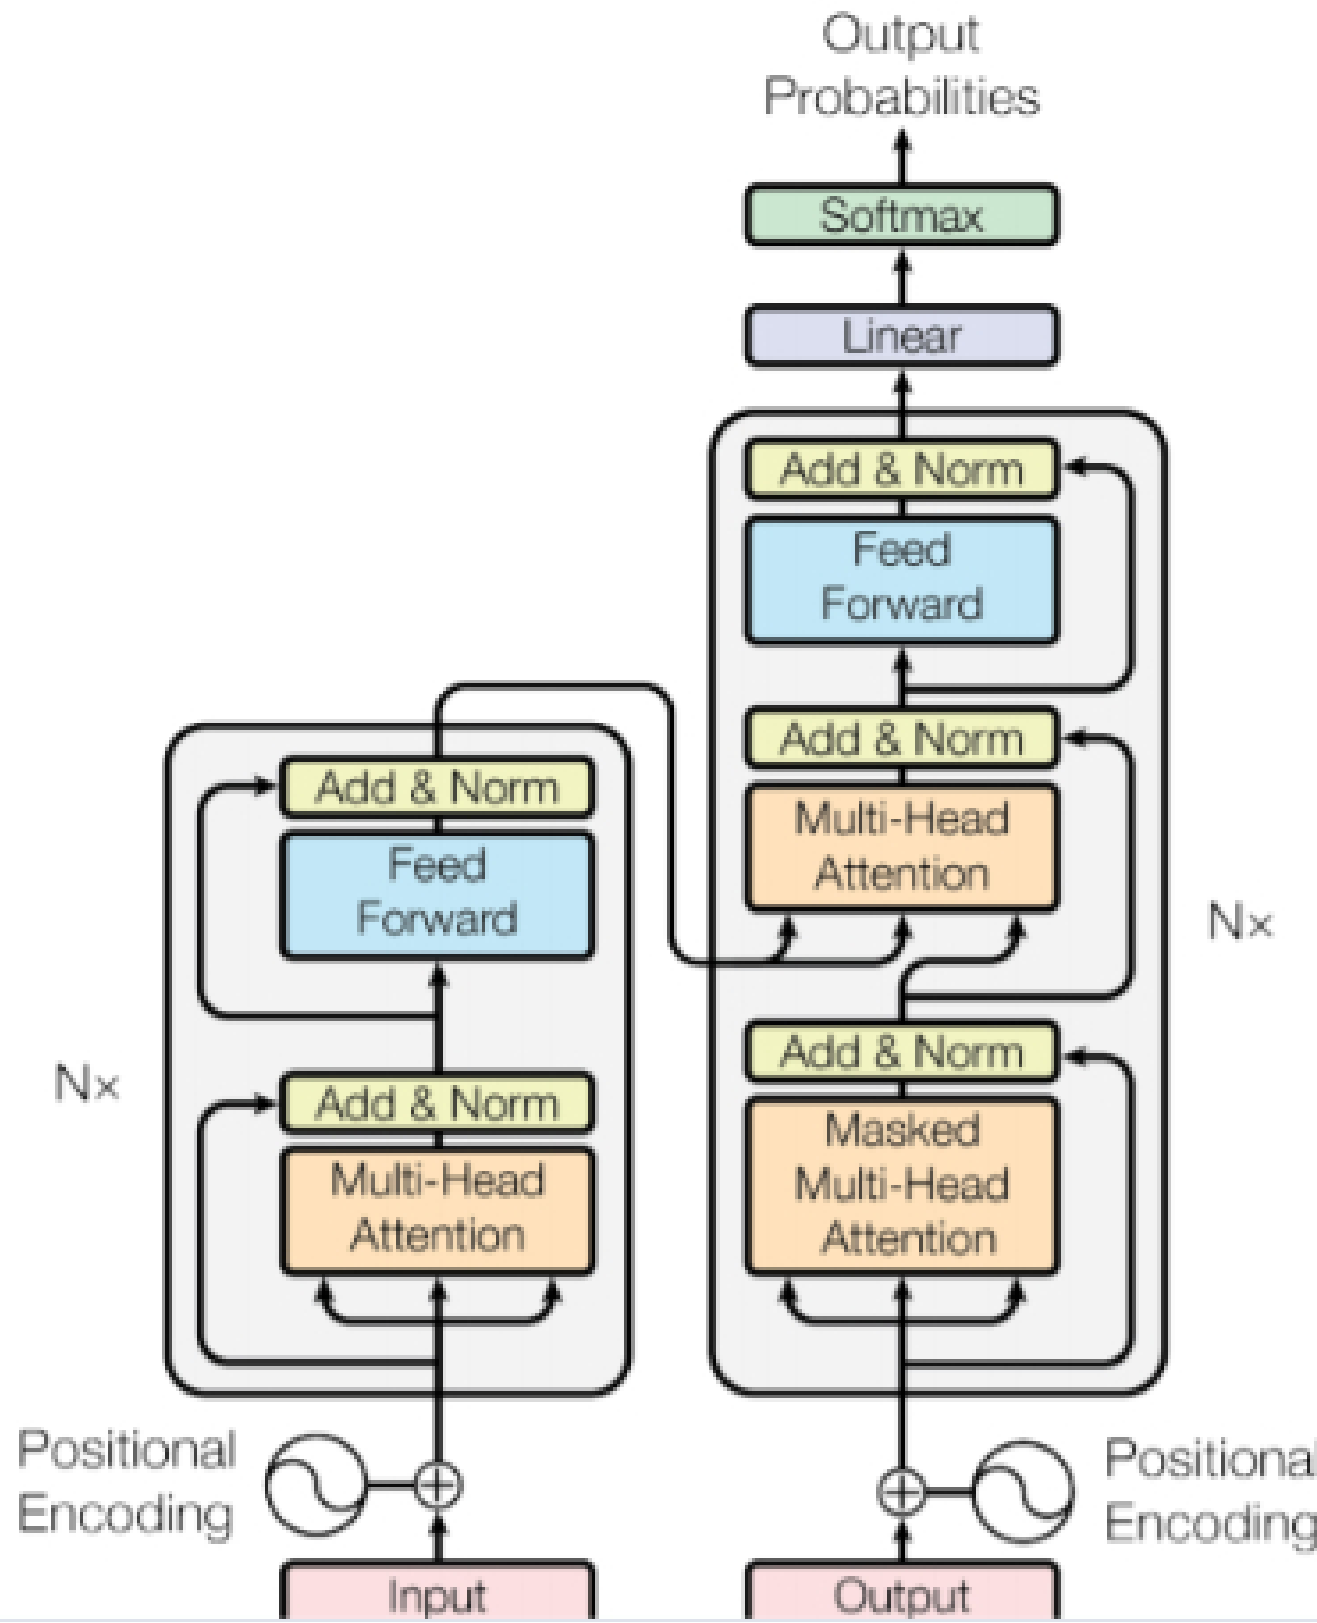 Output
Probabilities
Softmax
Linear
Add & Norm
Feed
Forward
Add & Norm
Multi-Head
Attention
Nx
Add & Norm
Masked
Multi-Head
Attention
Add & Norm
Feed
Forward
Nx
Add & Norm
Multi-Head
Attention
Positional
Encoding
Positional
Encoding
Input
Output